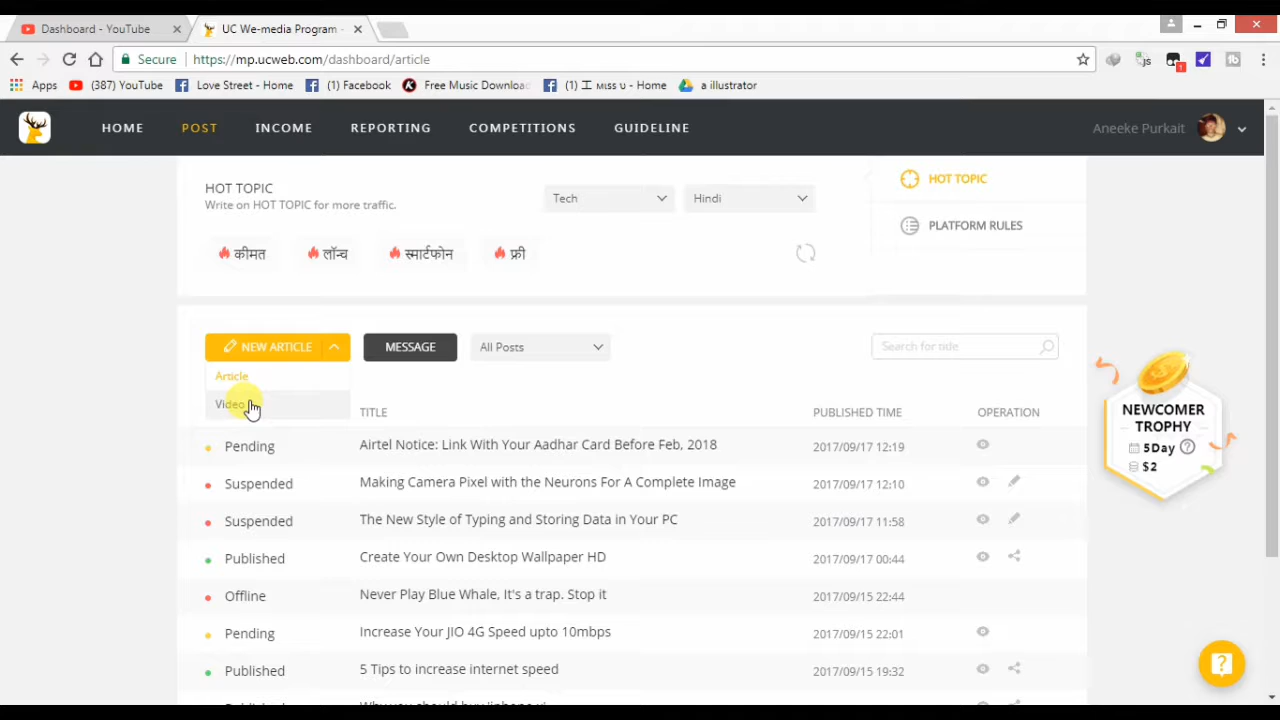 Dashboard - YouTube
UC We-media Program -
Secure https://mp.ucweb.com/dashboard/article
Apps (387) YouTube Love Street - Home (1) Facebook Free Music Downloa (1) 工 мıss υ - Home a illustrator
HOME POST INCOME REPORTING COMPETITIONS GUIDELINE Aneeke Purkait
HOT TOPIC
Write on HOT TOPIC for more traffic.
Tech Hindi
HOT TOPIC
PLATFORM RULES
कीमत लॉन्च स्मार्टफोन फ्री
NEW ARTICLE MESSAGE All Posts Search for title
Article
Video
TITLE PUBLISHED TIME OPERATION
Pending Airtel Notice: Link With Your Aadhar Card Before Feb, 2018 2017/09/17 12:19
Suspended Making Camera Pixel with the Neurons For A Complete Image 2017/09/17 12:10
Suspended The New Style of Typing and Storing Data in Your PC 2017/09/17 11:58
Published Create Your Own Desktop Wallpaper HD 2017/09/17 00:44
Offline Never Play Blue Whale, It's a trap. Stop it 2017/09/15 22:44
Pending Increase Your JIO 4G Speed upto 10mbps 2017/09/15 22:01
Published 5 Tips to increase internet speed 2017/09/15 19:32
NEWCOMER
TROPHY
5Day ?
$2
?